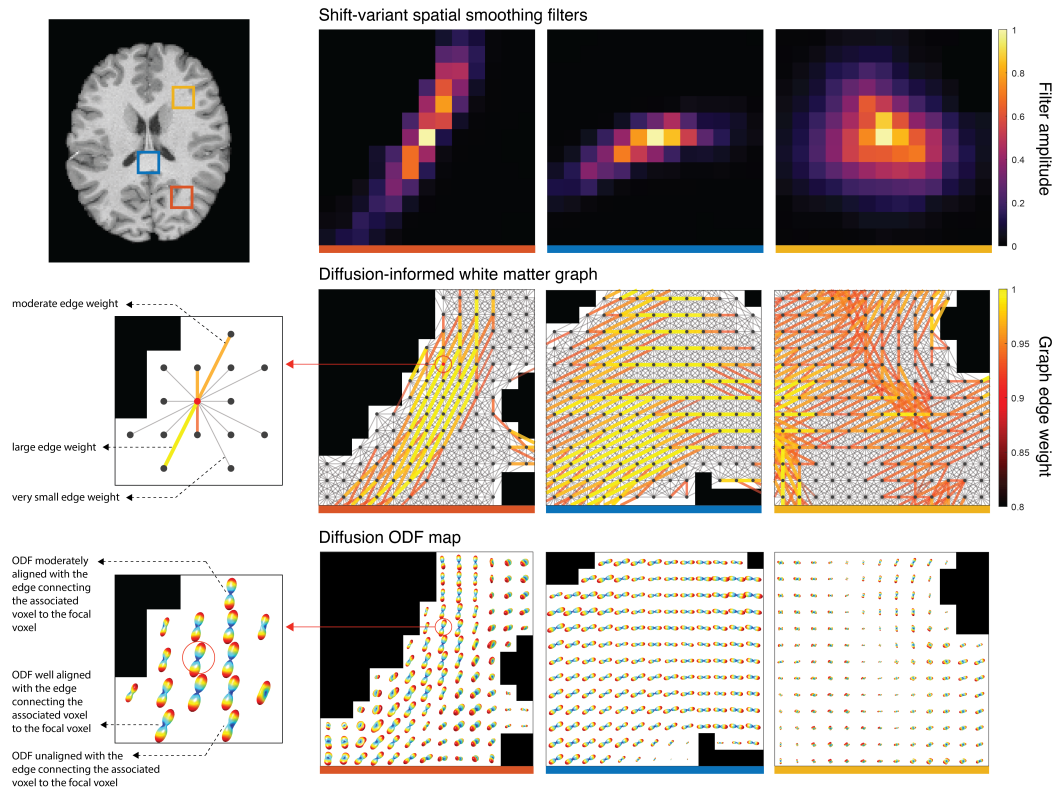 Shift-variant spatial smoothing filters
1
0.8
0.6
0.4
0.2
0
Filter amplitude
Diffusion-informed white matter graph
moderate edge weight
large edge weight
very small edge weight
1
0.95
0.9
0.85
0.8
Graph edge weight
Diffusion ODF map
ODF moderately
aligned with the
edge connecting
the associated
voxel to the focal
voxel
ODF well aligned
with the edge
connecting the
associated voxel
to the focal voxel
ODF unaligned with the
edge connecting the associated
voxel to the focal voxel